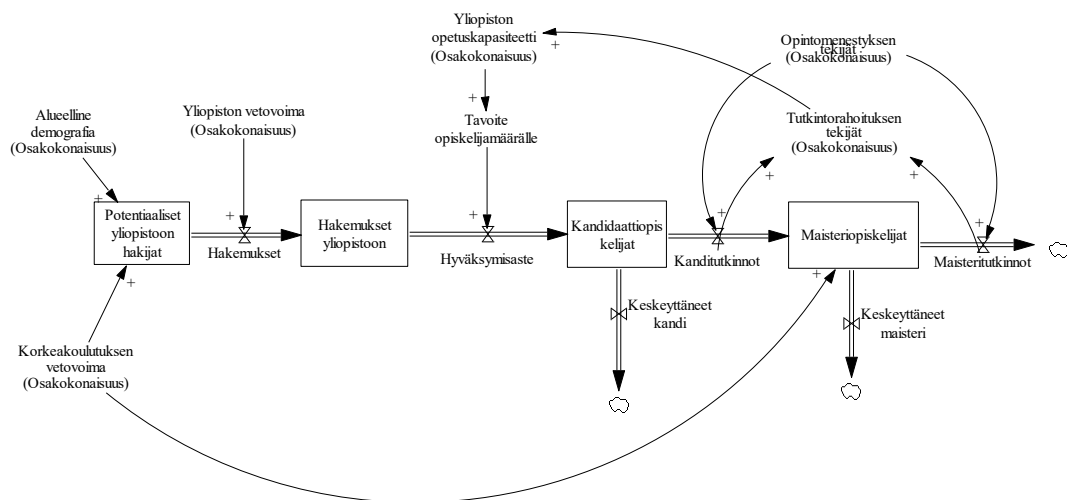 Yliopiston
opetuskapasiteetti
(Osakokonaisuus)
+
Opintomenestyksen
tekijät
(Osakokonaisuus)
Alueelline
demografia
(Osakokonaisuus)
Yliopiston vetovoima
(Osakokonaisuus)
+
Tavoite
opiskelijamäärälle
Tutkintorahoituksen
tekijät
(Osakokonaisuus)
+
+
+
Potentiaaliset
yliopistoon
hakijat
+
Hakemukset
Hakemukset
yliopistoon
+
Hyväksymisaste
Kandidaattiopis
kelijat
+
Kanditutkinnot
Maisteriopiskelijat
+
Maisteritutkinnot
+
+
Keskeyttäneet
kandi
Keskeyttäneet
maisteri
Korkeakoulutuksen
vetovoima
(Osakokonaisuus)